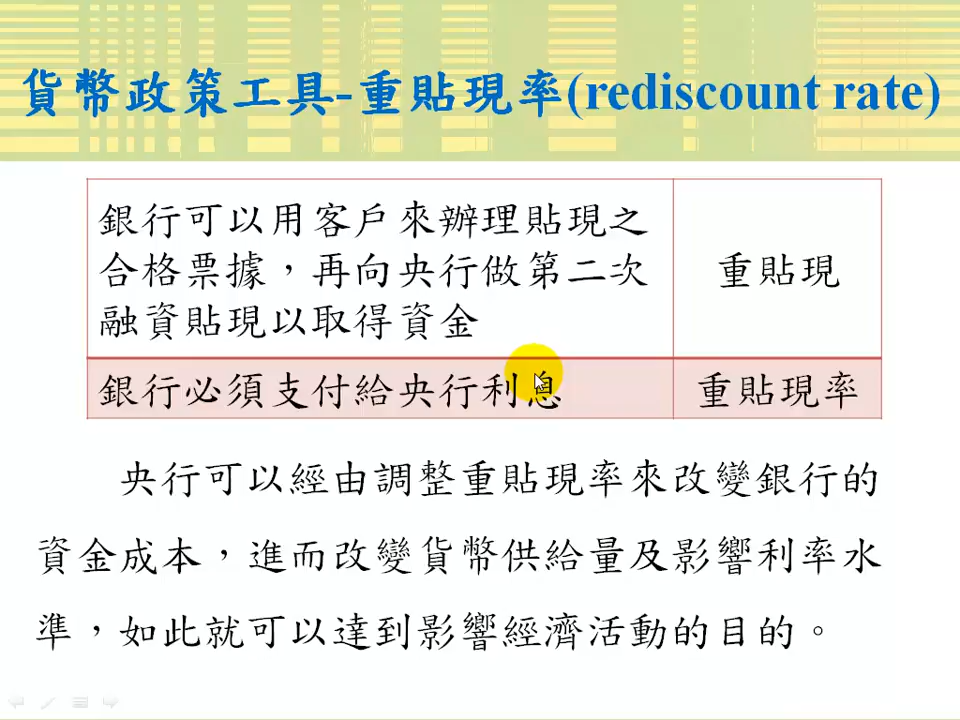 貨幣政策工具-重貼現率(rediscount rate)
銀行可以用客戶來辦理貼現之
合格票據，再向央行做第二次
融資貼現以取得資金
重貼現
銀行必須支付給央行利息
重貼現率
央行可以經由調整重貼現率來改變銀行的
資金成本，進而改變貨幣供給量及影響利率水
準，如此就可以達到影響經濟活動的目的。